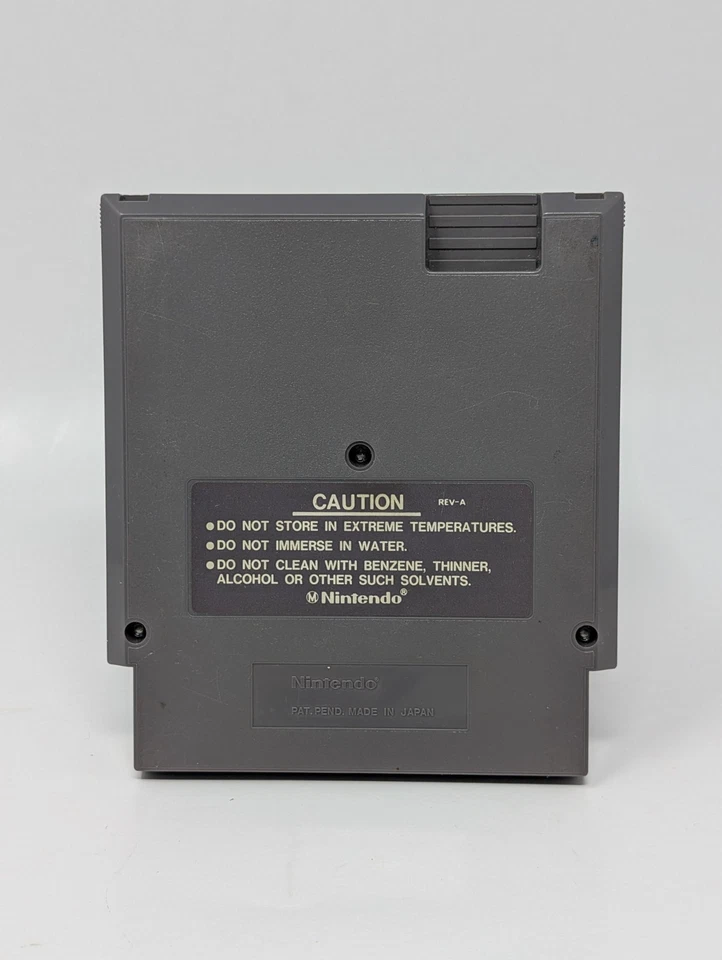 CAUTION REV-A
● DO NOT STORE IN EXTREME TEMPERATURES.
● DO NOT IMMERSE IN WATER.
● DO NOT CLEAN WITH BENZENE, THINNER,
ALCOHOL OR OTHER SUCH SOLVENTS.
Ⓜ Nintendo®
Nintendo®
PAT. PEND. MADE IN JAPAN